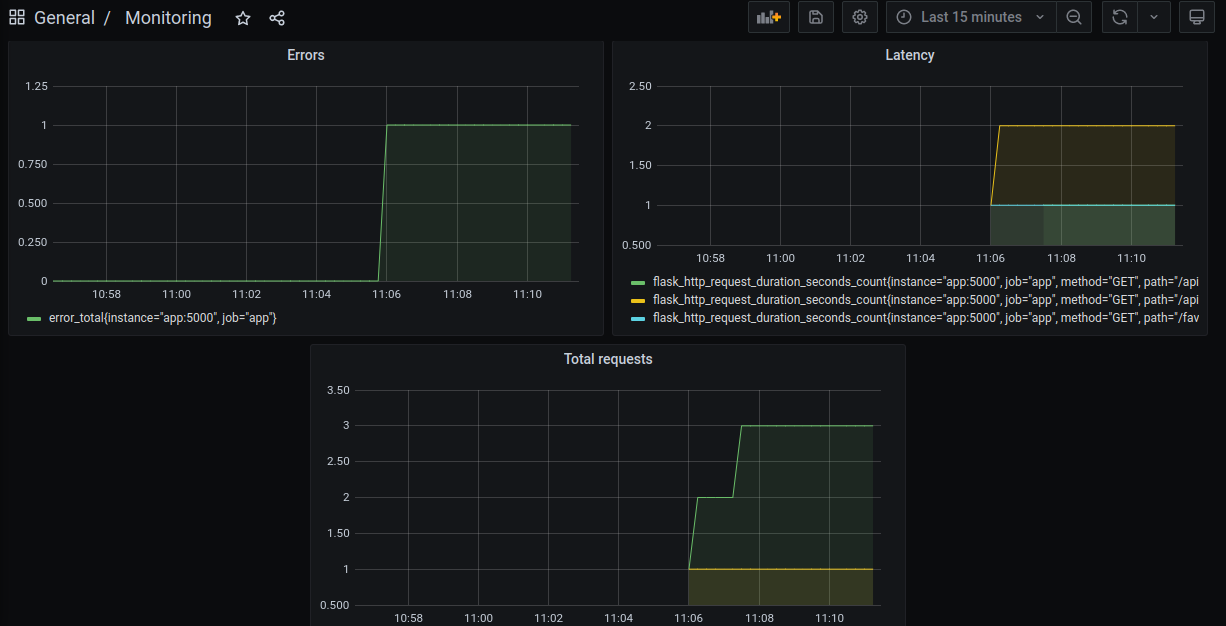 General / Monitoring
Last 15 minutes
Errors
1.25
1
0.750
0.500
0.250
0
10:58 11:00 11:02 11:04 11:06 11:08 11:10
error_total{instance="app:5000", job="app"}
Latency
2.50
2
1.50
1
0.500
10:58 11:00 11:02 11:04 11:06 11:08 11:10
flask_http_request_duration_seconds_count{instance="app:5000", job="app", method="GET", path="/api
flask_http_request_duration_seconds_count{instance="app:5000", job="app", method="GET", path="/api
flask_http_request_duration_seconds_count{instance="app:5000", job="app", method="GET", path="/fav
Total requests
3.50
3
2.50
2
1.50
1
0.500
10:58 11:00 11:02 11:04 11:06 11:08 11:10